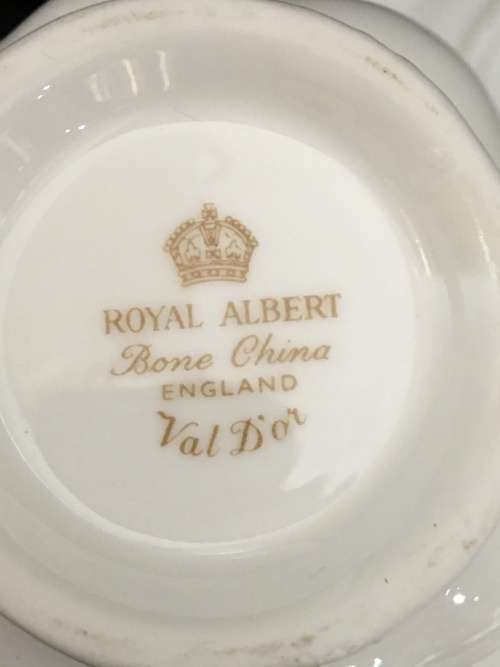 ROYAL ALBERT
Bone China
ENGLAND
Val D'or